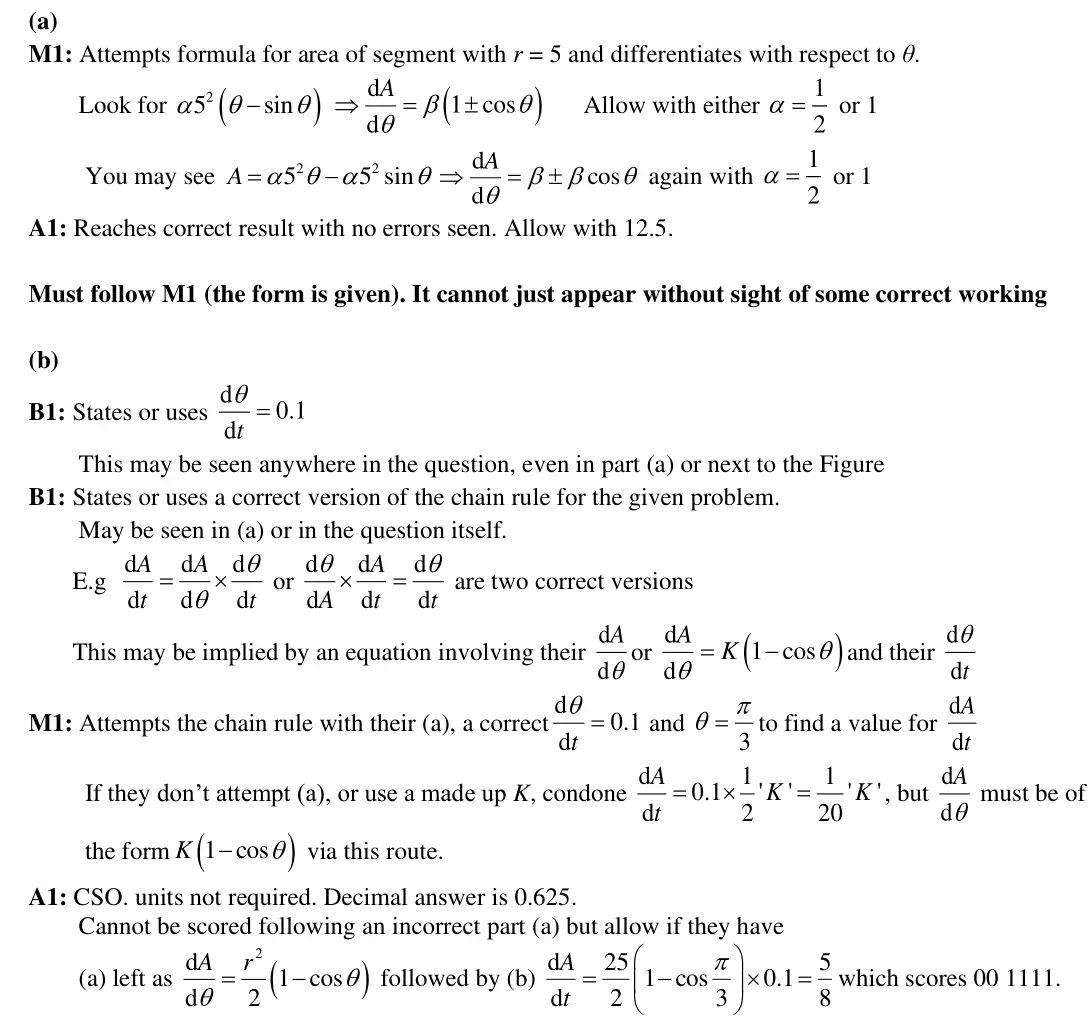 (a)
M1: Attempts formula for area of segment with r = 5 and differentiates with respect to θ.
Look for α5²(θ − sin θ) ⇒ dA/dθ = β(1 ± cos θ) Allow with either α = 1/2 or 1
You may see A = α5²θ − α5² sin θ ⇒ dA/dθ = β ± β cos θ again with α = 1/2 or 1
A1: Reaches correct result with no errors seen. Allow with 12.5.
Must follow M1 (the form is given). It cannot just appear without sight of some correct working
(b)
B1: States or uses dθ/dt = 0.1
This may be seen anywhere in the question, even in part (a) or next to the Figure
B1: States or uses a correct version of the chain rule for the given problem.
May be seen in (a) or in the question itself.
E.g dA/dt = dA/dθ × dθ/dt or dθ/dA × dA/dt = dθ/dt are two correct versions
This may be implied by an equation involving their dA/dθ or dA/dθ = K(1 − cos θ) and their dθ/dt
M1: Attempts the chain rule with their (a), a correct dθ/dt = 0.1 and θ = π/3 to find a value for dA/dt
If they don't attempt (a), or use a made up K, condone dA/dt = 0.1 × 1/2 'K' = 1/20 'K', but dA/dθ must be of
the form K(1 − cos θ) via this route.
A1: CSO. units not required. Decimal answer is 0.625.
Cannot be scored following an incorrect part (a) but allow if they have
(a) left as dA/dθ = r²/2 (1 − cos θ) followed by (b) dA/dt = 25/2 (1 − cos π/3) × 0.1 = 5/8 which scores 00 1111.